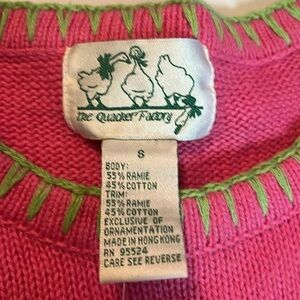 The Quacker Factory
S
BODY:
55% RAMIE
45% COTTON
TRIM:
55% RAMIE
45% COTTON
EXCLUSIVE OF
ORNAMENTATION
MADE IN HONG KONG
RN 95524
CARE SEE REVERSE